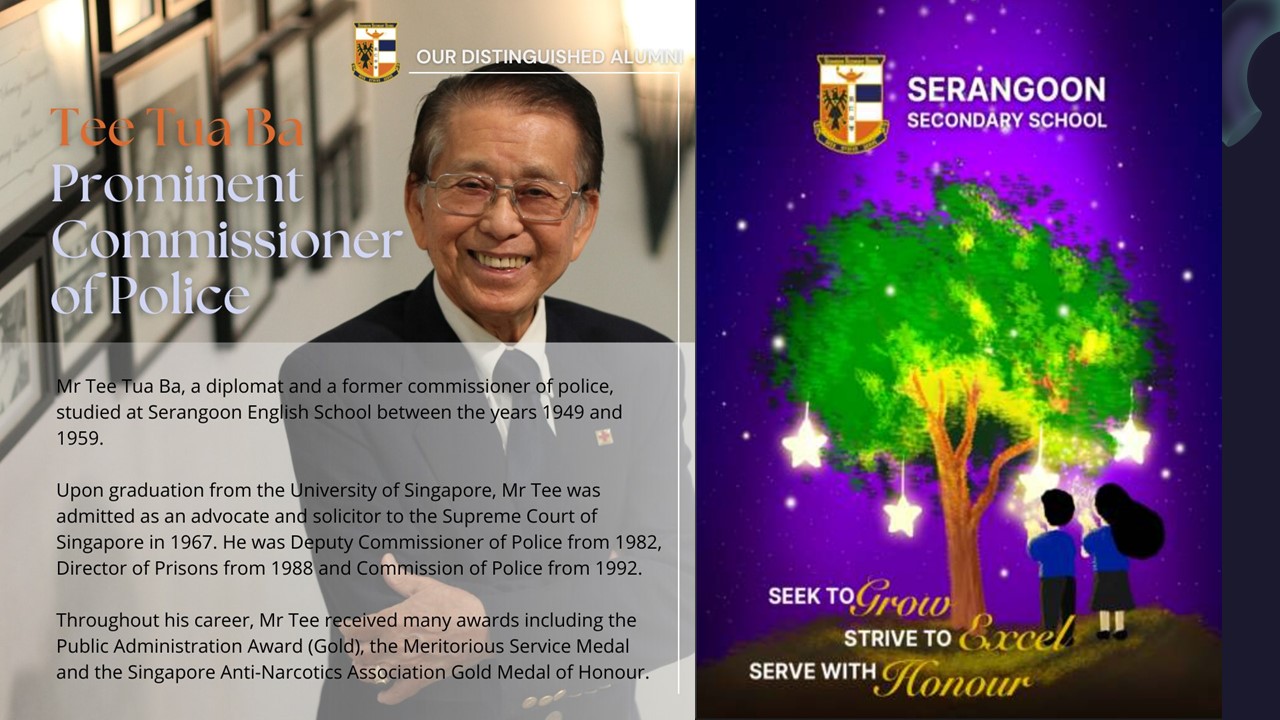 OUR DISTINGUISHED ALUMNI
Tee Tua Ba
Prominent
Commissioner
of Police
Mr Tee Tua Ba, a diplomat and a former commissioner of police,
studied at Serangoon English School between the years 1949 and
1959.
Upon graduation from the University of Singapore, Mr Tee was
admitted as an advocate and solicitor to the Supreme Court of
Singapore in 1967. He was Deputy Commissioner of Police from 1982,
Director of Prisons from 1988 and Commission of Police from 1992.
Throughout his career, Mr Tee received many awards including the
Public Administration Award (Gold), the Meritorious Service Medal
and the Singapore Anti-Narcotics Association Gold Medal of Honour.
SERANGOON
SECONDARY SCHOOL
SEEK TO Grow
STRIVE TO Excel
SERVE WITH Honour